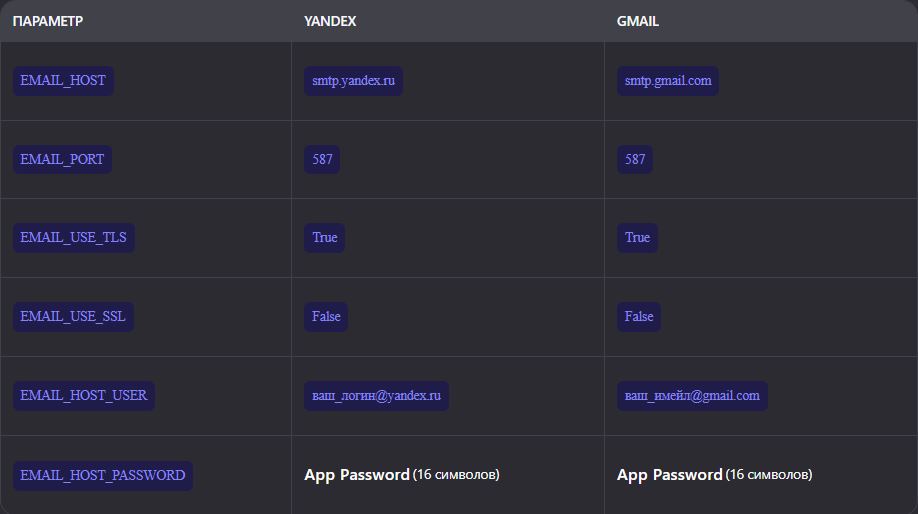 ПАРАМЕТР YANDEX GMAIL
EMAIL_HOST smtp.yandex.ru smtp.gmail.com
EMAIL_PORT 587 587
EMAIL_USE_TLS True True
EMAIL_USE_SSL False False
EMAIL_HOST_USER ваш_логин@yandex.ru ваш_имейл@gmail.com
EMAIL_HOST_PASSWORD App Password (16 символов) App Password (16 символов)